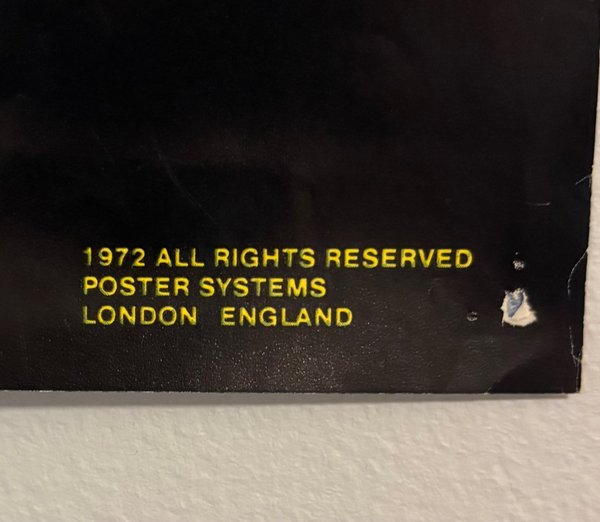 1972 ALL RIGHTS RESERVED
POSTER SYSTEMS
LONDON ENGLAND